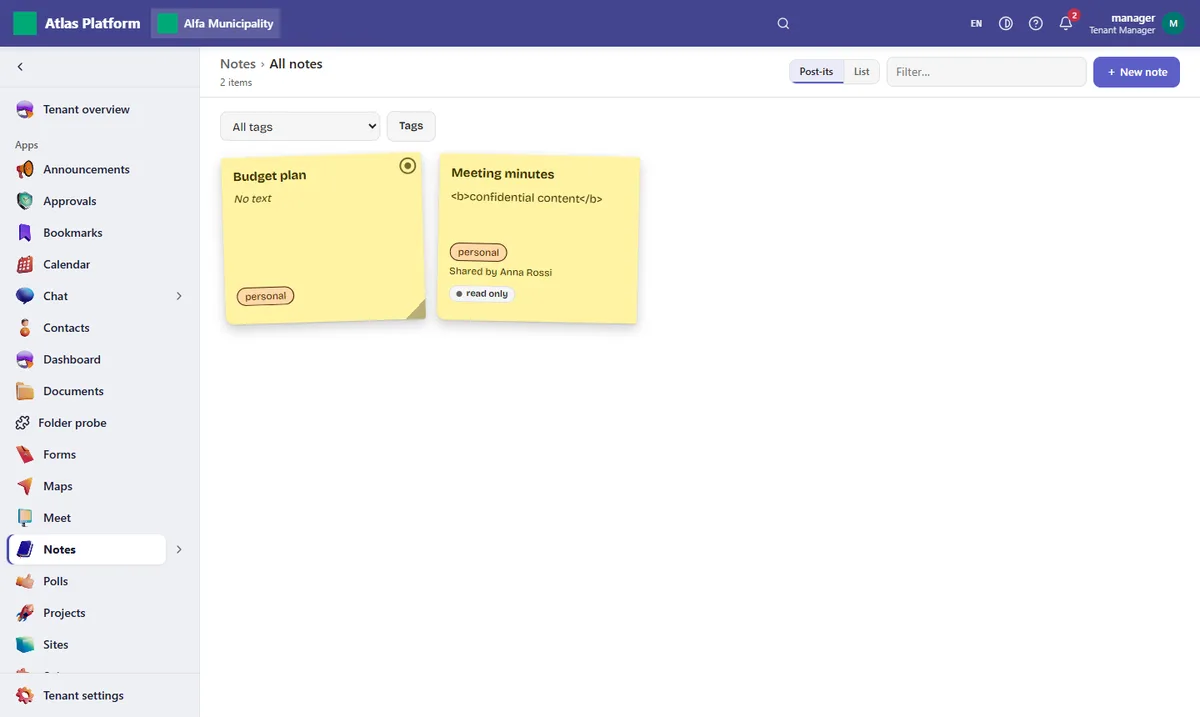 Atlas Platform
Alfa Municipality
EN
2
manager
Tenant Manager
M
Notes › All notes
2 items
Post-its
List
Filter...
+ New note
Tenant overview
Apps
Announcements
Approvals
Bookmarks
Calendar
Chat
Contacts
Dashboard
Documents
Folder probe
Forms
Maps
Meet
Notes
Polls
Projects
Sites
Tenant settings
All tags
Tags
Budget plan
No text
personal
Meeting minutes
<b>confidential content</b>
personal
Shared by Anna Rossi
read only